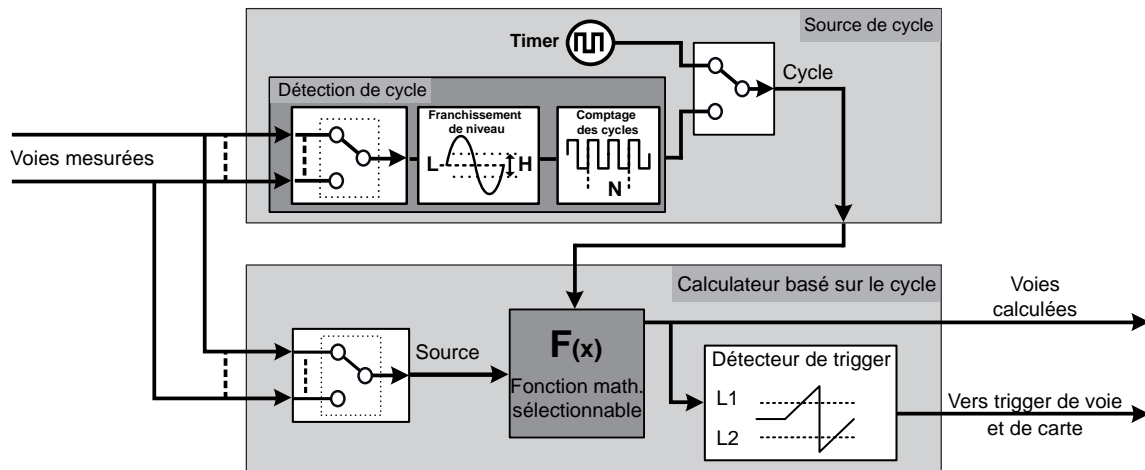 Source de cycle
Timer
Cycle
Détection de cycle
Franchissement
de niveau
L
H
Comptage
des cycles
N
Voies mesurées
Calculateur basé sur le cycle
Voies
calculées
Source
F(x)
Fonction math.
sélectionnable
Détecteur de trigger
L1
L2
Vers trigger de voie
et de carte